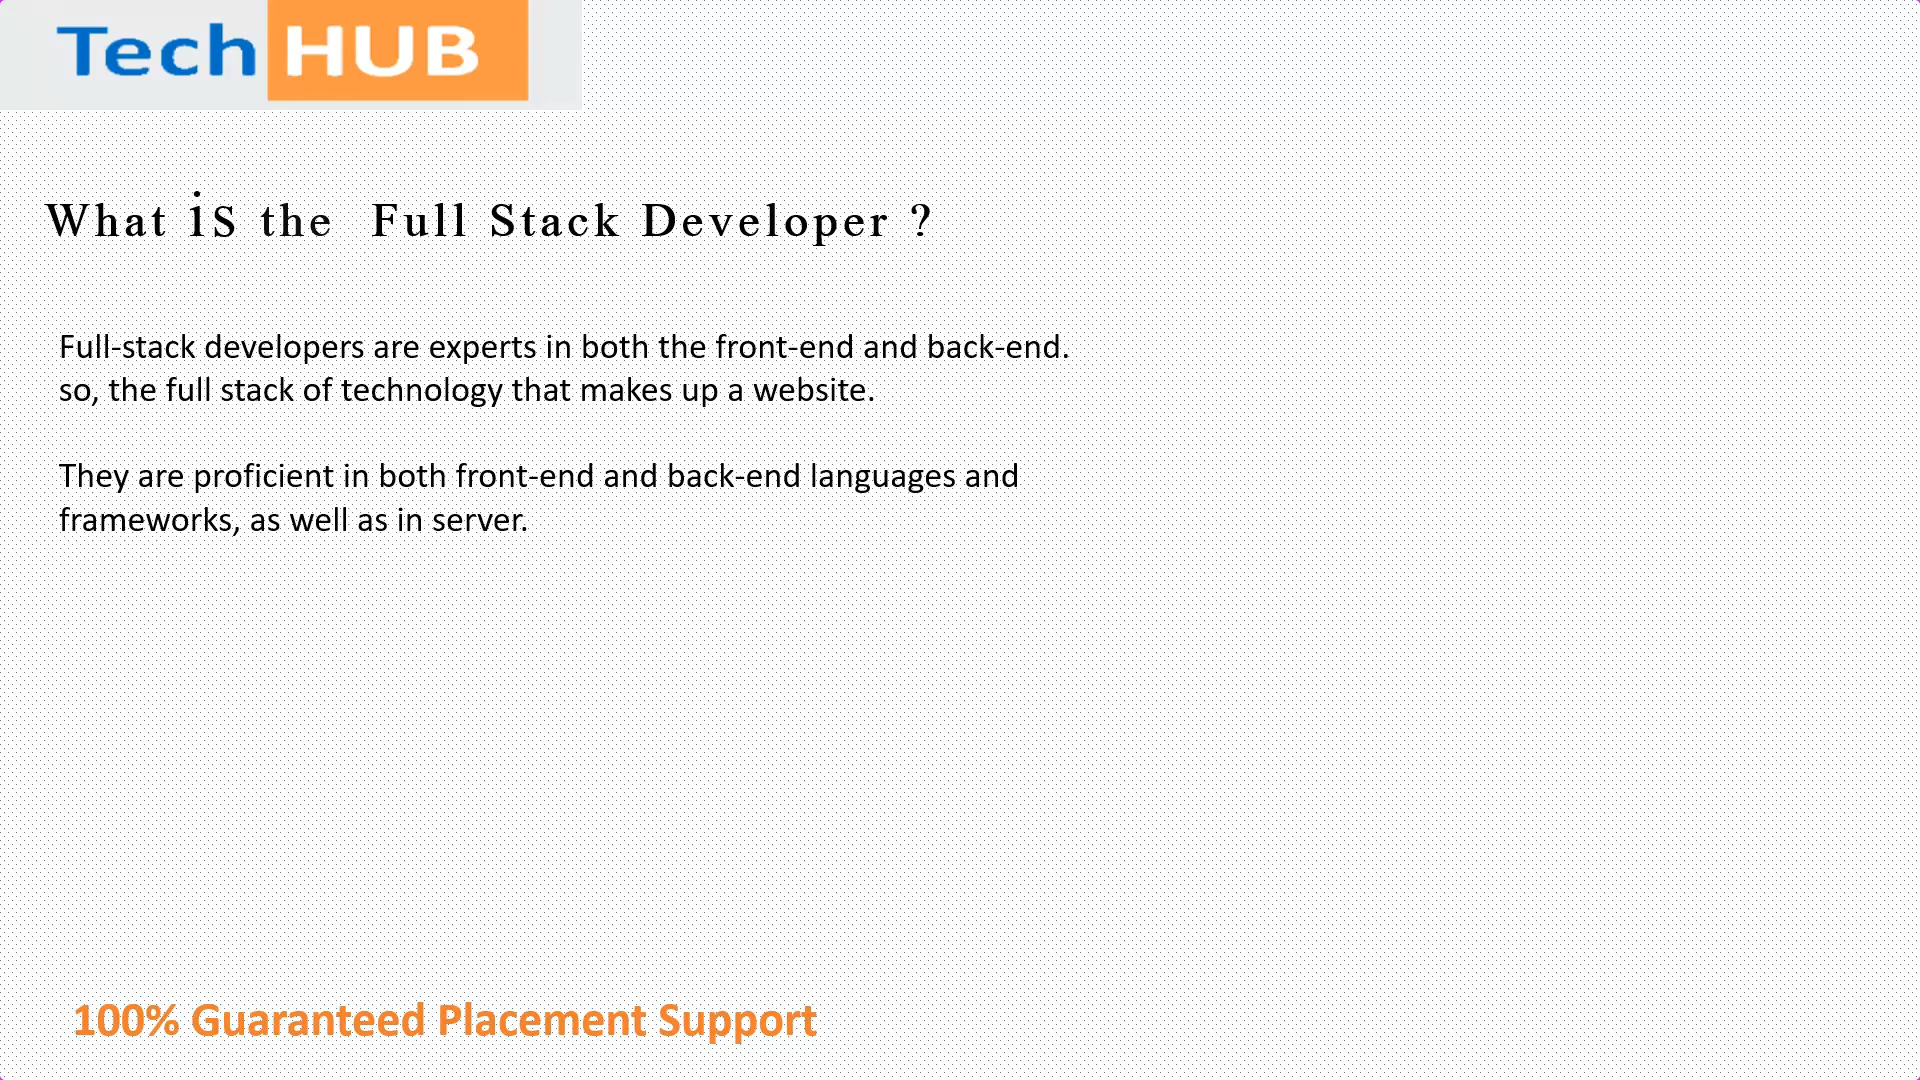 Tech HUB
What is the Full Stack Developer ?
Full-stack developers are experts in both the front-end and back-end.
so, the full stack of technology that makes up a website.
They are proficient in both front-end and back-end languages and
frameworks, as well as in server.
100% Guaranteed Placement Support